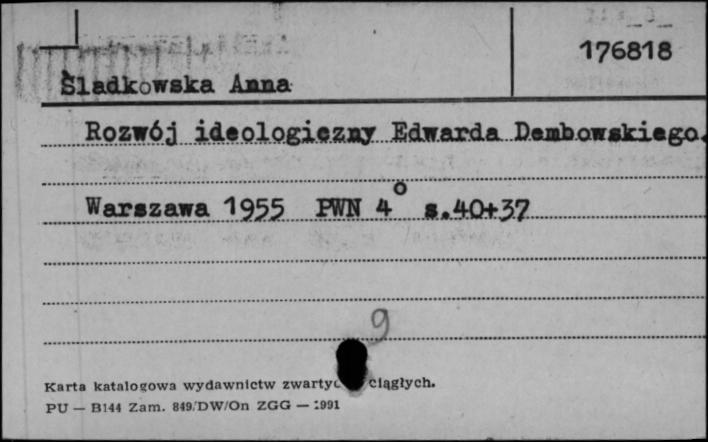 176818
Śladkowska Anna
Rozwój ideologiczny Edwarda Dembowskiego.
Warszawa 1955 PWN 4° s.40+37
9
Karta katalogowa wydawnictw ciągłych.
PU — B144 Zam. 849/DW/On ZGG — 1991